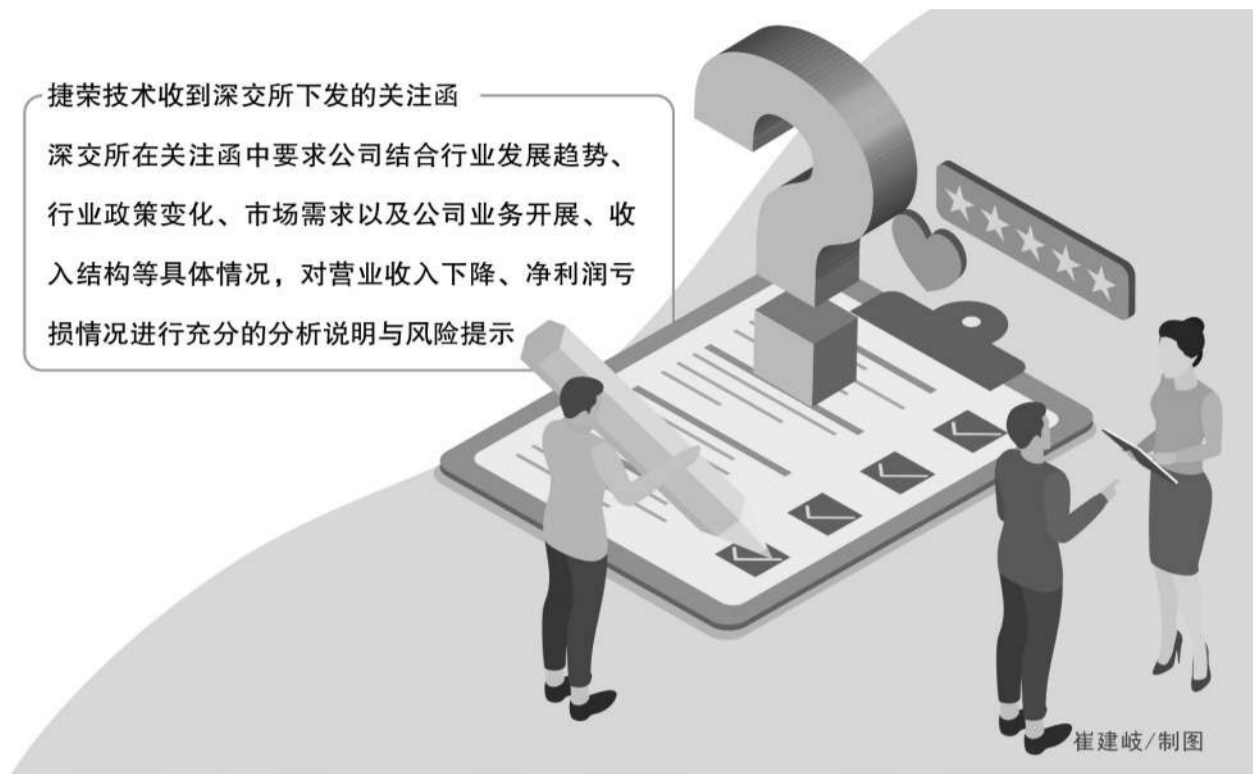 捷荣技术收到深交所下发的关注函
深交所在关注函中要求公司结合行业发展趋势、
行业政策变化、市场需求以及公司业务开展、收
入结构等具体情况，对营业收入下降、净利润亏
损情况进行充分的分析说明与风险提示
崔建岐/制图